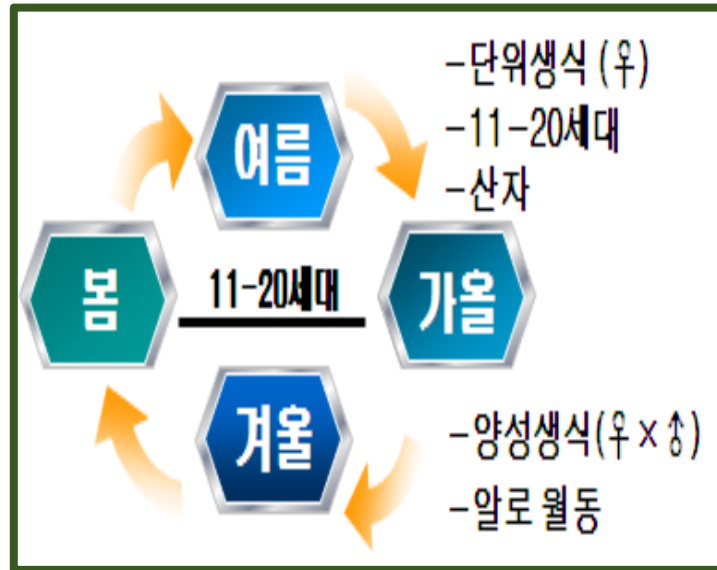 -단위생식 (♀)
-11-20세대
-산자
여름
봄
11-20세대
가을
겨울
-양성생식(♀×♂)
-알로 월동